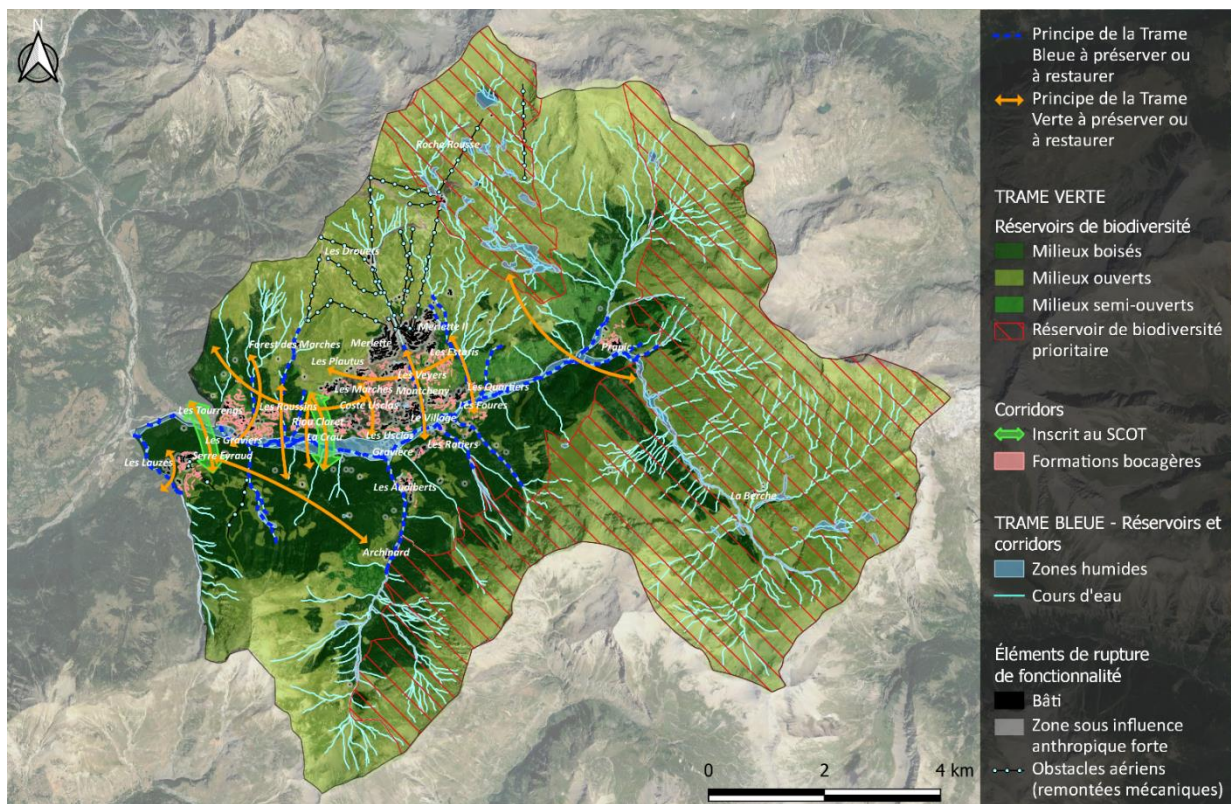 N
Roche Rousse
Les Drouets
Merlette II
Forest des Marches
Merlette
Prapic
Les Estaris
Les Plautus
Les Veyers
Les Quartiers
Les Marches
Montcheny
Les Tourrengs
Les Roussins
Coste Usclas
Les Foures
Riou Claret
Le Village
Les Graviers
La Crau
Les Usclas
Les Ratiers
Serre Eyraud
Gravière
Les Lauzes
Les Audiberts
La Berche
Archinard
0 2 4 km
Principe de la Trame
Bleue à préserver ou
à restaurer
Principe de la Trame
Verte à préserver ou
à restaurer
TRAME VERTE
Réservoirs de biodiversité
Milieux boisés
Milieux ouverts
Milieux semi-ouverts
Réservoir de biodiversité
prioritaire
Corridors
Inscrit au SCOT
Formations bocagères
TRAME BLEUE - Réservoirs et
corridors
Zones humides
Cours d'eau
Éléments de rupture
de fonctionnalité
Bâti
Zone sous influence
anthropique forte
Obstacles aériens
(remontées mécaniques)